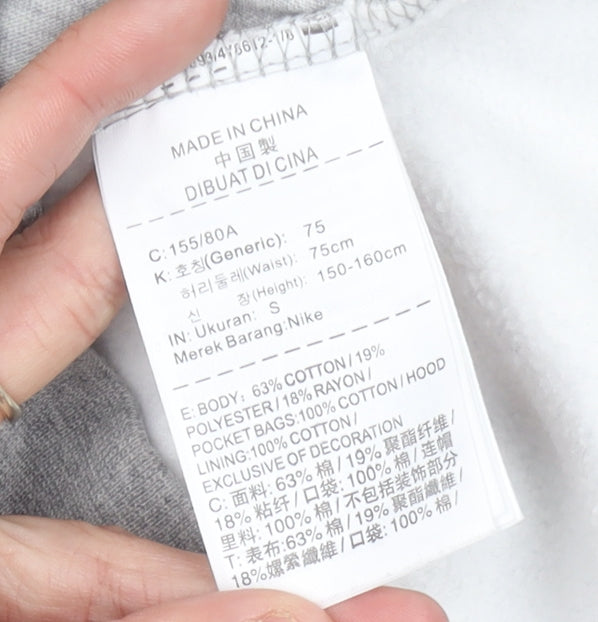 MADE IN CHINA
中国製
DIBUAT DI CINA
C: 155/80A
K: 호칭(Generic): 75
허리둘레(Waist): 75cm
신 장(Height): 150-160cm
IN: Ukuran: S
Merek Barang:Nike
E: BODY: 63% COTTON / 19%
POLYESTER / 18% RAYON /
POCKET BAGS:100% COTTON / HOOD
LINING:100% COTTON /
EXCLUSIVE OF DECORATION
C: 面料: 63% 棉 / 19% 聚酯纤维 /
18% 粘纤 / 口袋: 100% 棉 / 连帽
里料: 100% 棉 / 不包括装饰部分
T: 表布:63% 棉 / 19% 聚酯纖維 /
18%嫘縈纖維 / 口袋: 100% 棉 /